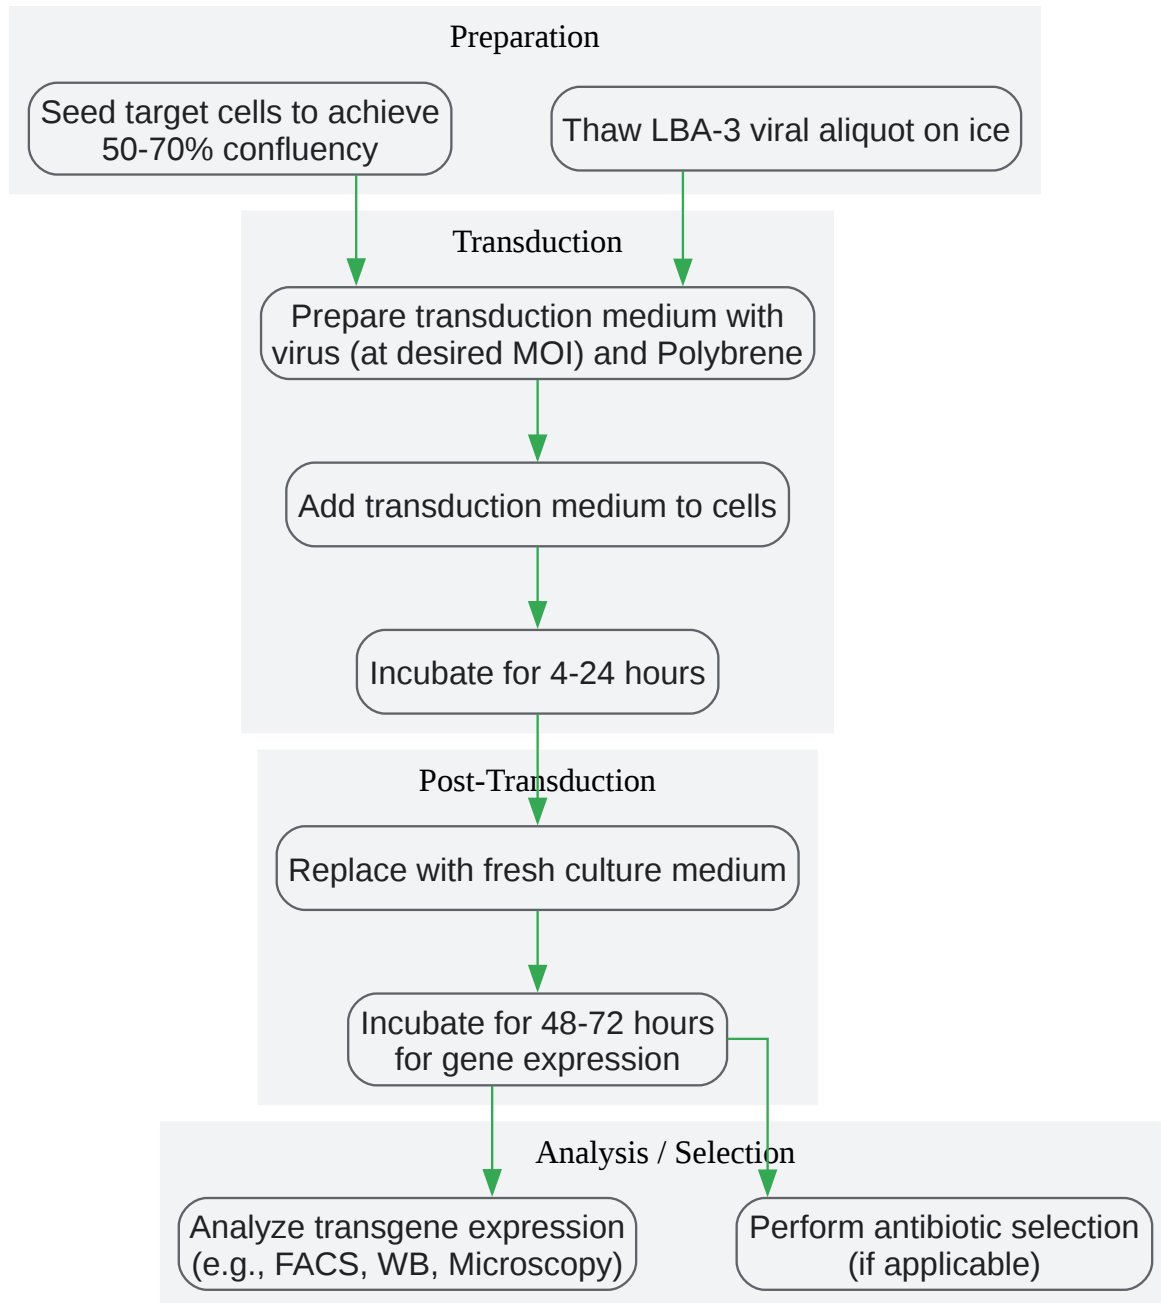 Preparation
Seed target cells to achieve
50-70% confluency
Thaw LBA-3 viral aliquot on ice
Transduction
Prepare transduction medium with
virus (at desired MOI) and Polybrene
Add transduction medium to cells
Incubate for 4-24 hours
Post-Transduction
Replace with fresh culture medium
Incubate for 48-72 hours
for gene expression
Analysis / Selection
Analyze transgene expression
(e.g., FACS, WB, Microscopy)
Perform antibiotic selection
(if applicable)